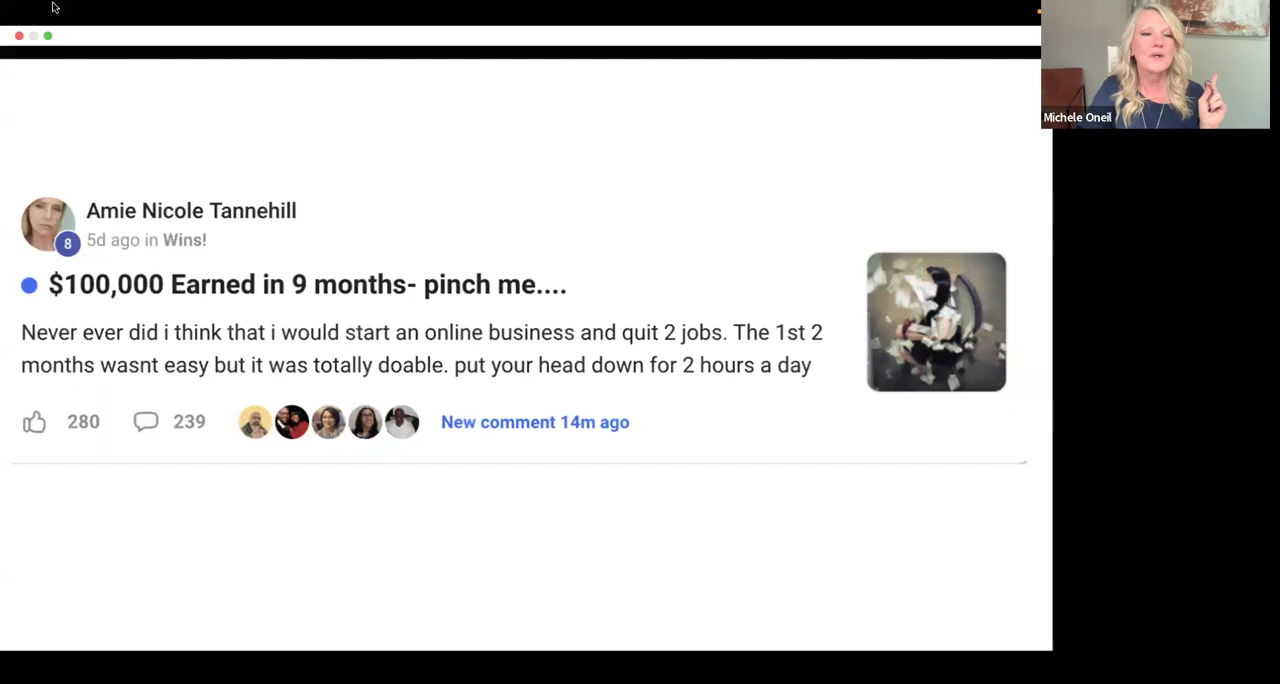 Michele Oneil
Amie Nicole Tannehill
8
5d ago in Wins!
$100,000 Earned in 9 months- pinch me....
Never ever did i think that i would start an online business and quit 2 jobs. The 1st 2
months wasnt easy but it was totally doable. put your head down for 2 hours a day
280
239
New comment 14m ago